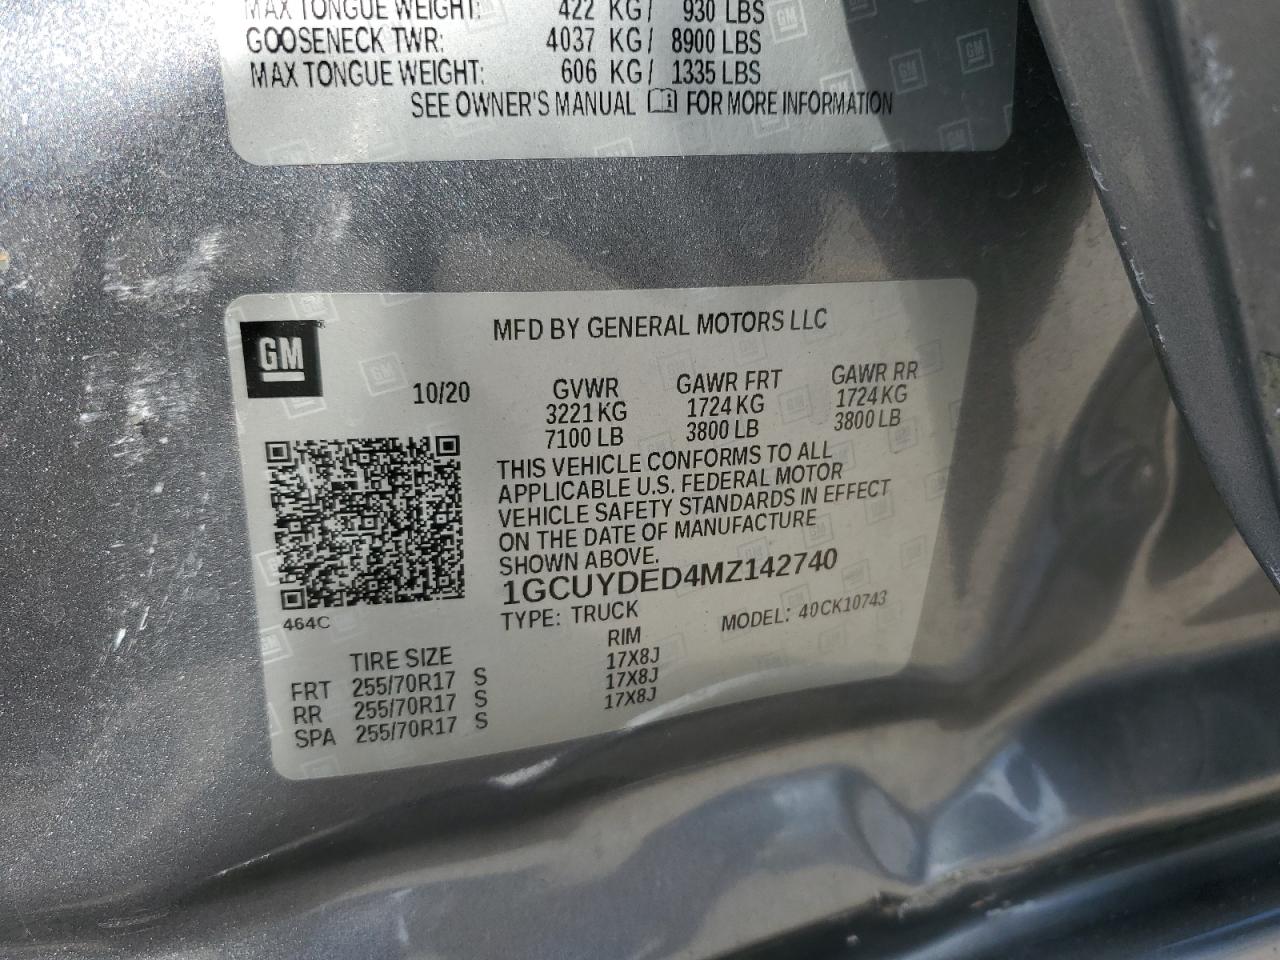 MAX TONGUE WEIGHT: 422 KG/ 930 LBS
GOOSENECK TWR: 4037 KG/ 8900 LBS
MAX TONGUE WEIGHT: 606 KG/ 1335 LBS
SEE OWNER'S MANUAL FOR MORE INFORMATION
GM
MFD BY GENERAL MOTORS LLC
10/20 GVWR GAWR FRT GAWR RR
3221 KG 1724 KG 1724 KG
7100 LB 3800 LB 3800 LB
THIS VEHICLE CONFORMS TO ALL
APPLICABLE U.S. FEDERAL MOTOR
VEHICLE SAFETY STANDARDS IN EFFECT
ON THE DATE OF MANUFACTURE
SHOWN ABOVE.
1GCUYDED4MZ142740
464C
TYPE: TRUCK MODEL: 40CK10743
TIRE SIZE RIM
FRT 255/70R17 S 17X8J
RR 255/70R17 S 17X8J
SPA 255/70R17 S 17X8J